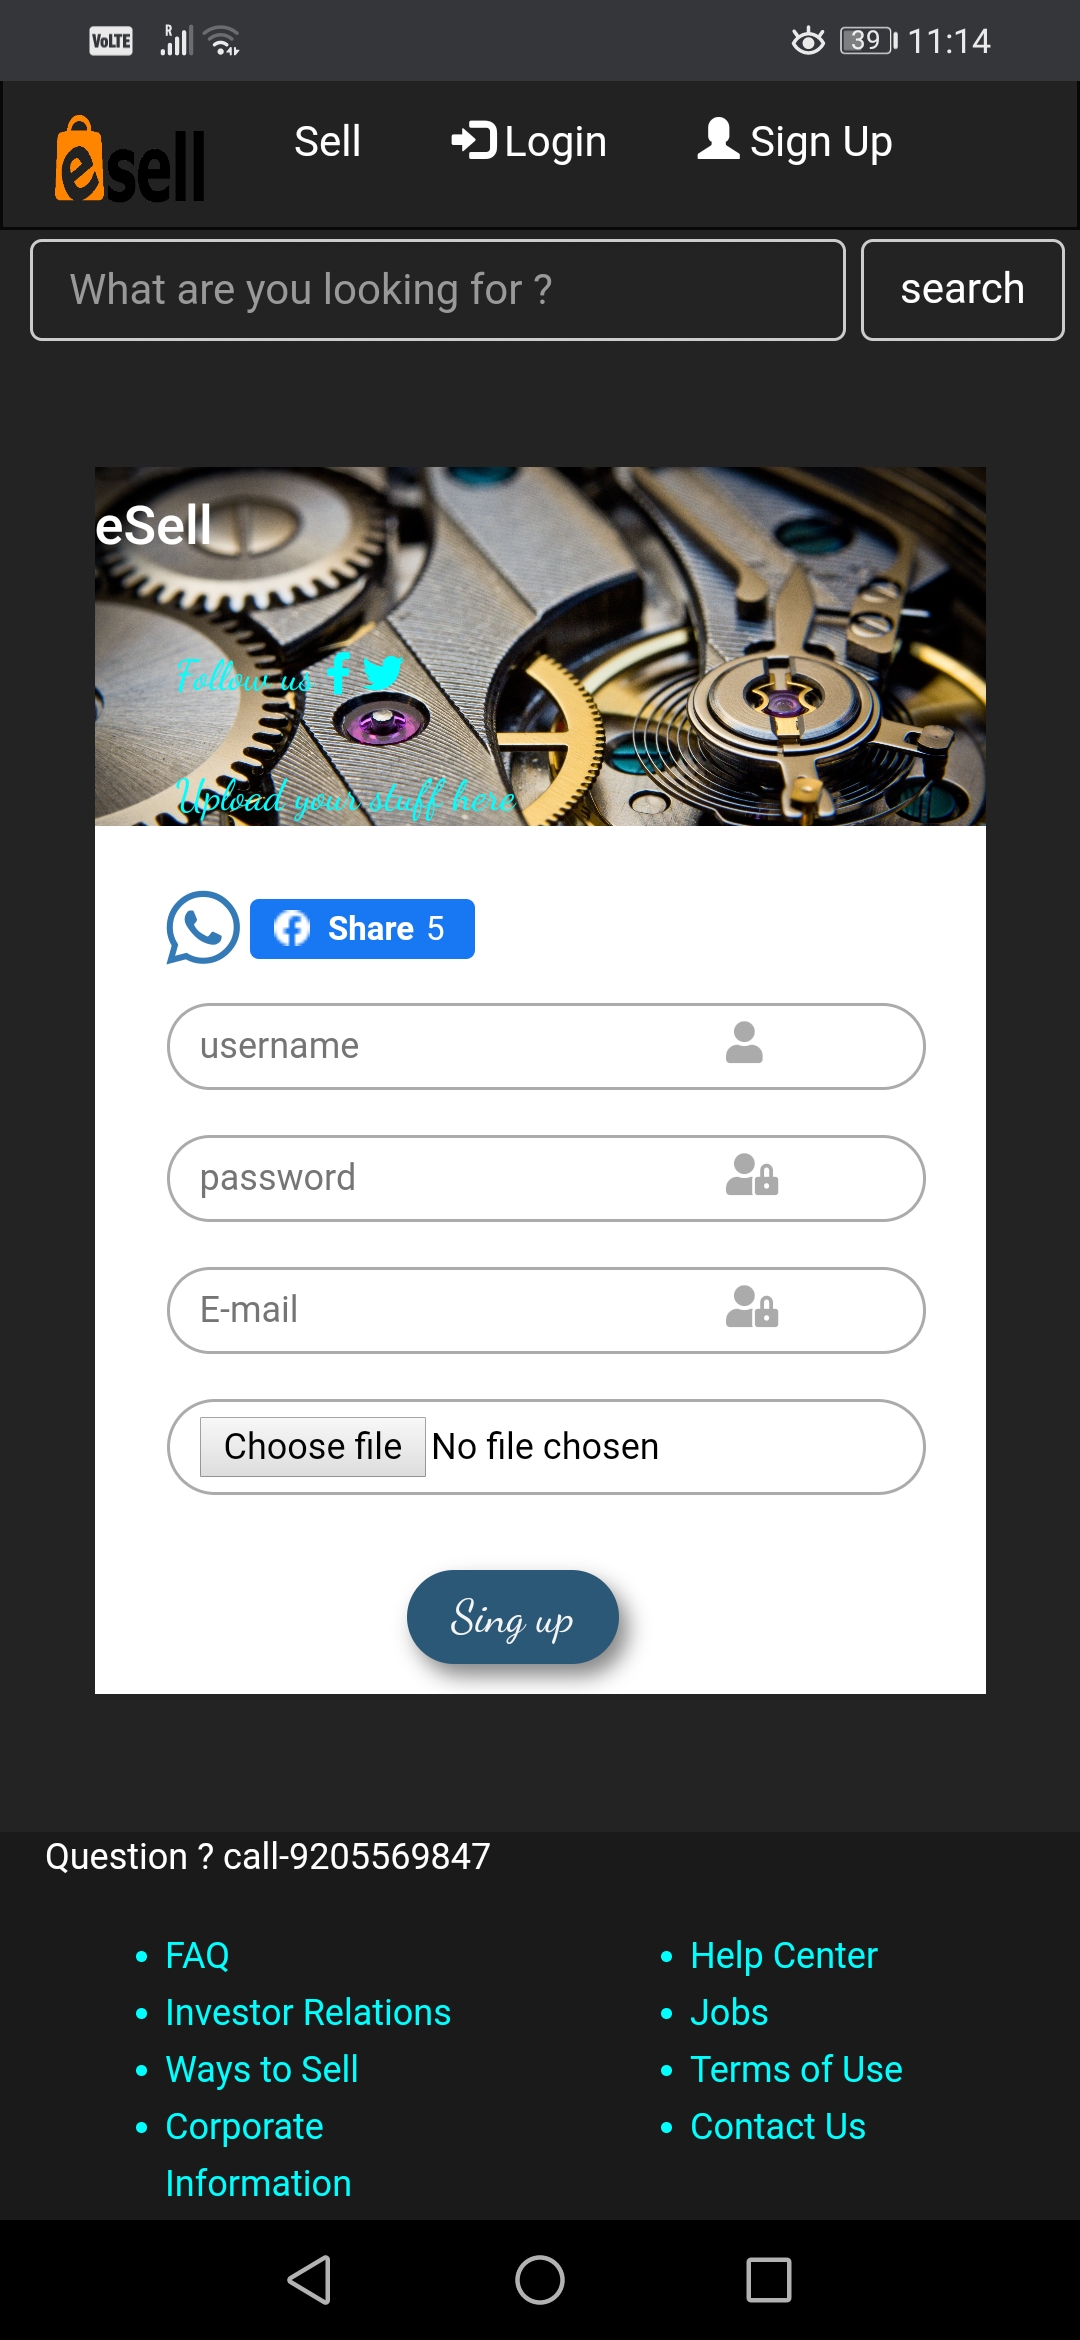 VoLTE R 39 11:14
esell Sell Login Sign Up
What are you looking for ? search
eSell
Follow us
Upload your stuff here
Share 5
username
password
E-mail
Choose file No file chosen
Sing up
Question ? call-9205569847
FAQ
Investor Relations
Ways to Sell
Corporate
Information
Help Center
Jobs
Terms of Use
Contact Us